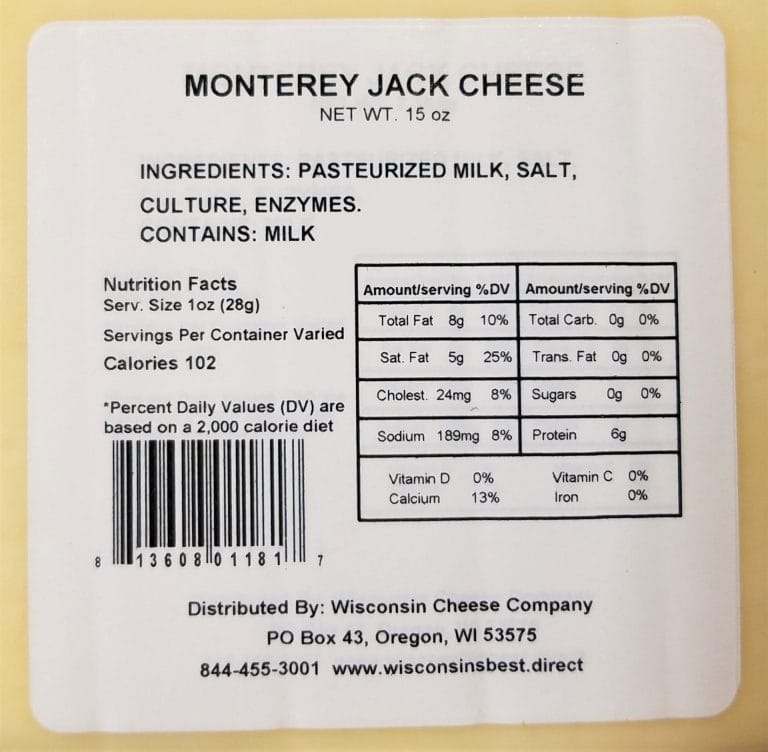 MONTEREY JACK CHEESE
NET WT. 15 oz
INGREDIENTS: PASTEURIZED MILK, SALT,
CULTURE, ENZYMES.
CONTAINS: MILK
Nutrition Facts
Serv. Size 1oz (28g)
Servings Per Container Varied
Calories 102
*Percent Daily Values (DV) are
based on a 2,000 calorie diet
Amount/serving %DV Amount/serving %DV
Total Fat 8g 10% Total Carb. 0g 0%
Sat. Fat 5g 25% Trans. Fat 0g 0%
Cholest. 24mg 8% Sugars 0g 0%
Sodium 189mg 8% Protein 6g
Vitamin D 0% Vitamin C 0%
Calcium 13% Iron 0%
8 13608 01181 7
Distributed By: Wisconsin Cheese Company
PO Box 43, Oregon, WI 53575
844-455-3001 www.wisconsinsbest.direct